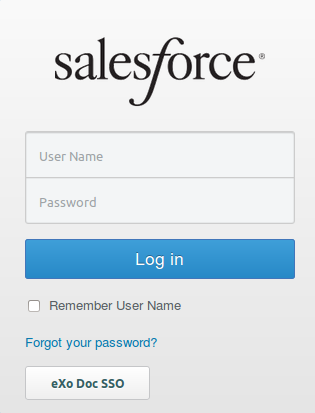 salesforce®
User Name
Password
Log in
Remember User Name
Forgot your password?
eXo Doc SSO